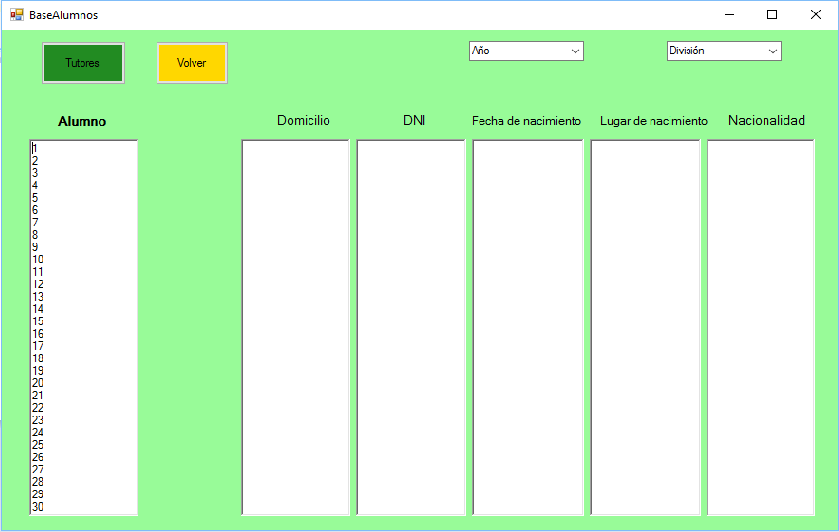 BaseAlumnos
Tutores
Volver
Año
División
Alumno
Domicilio
DNI
Fecha de nacimiento
Lugar de nacimiento
Nacionalidad
1
2
3
4
5
6
7
8
9
10
11
12
13
14
15
16
17
18
19
20
21
22
23
24
25
26
27
28
29
30